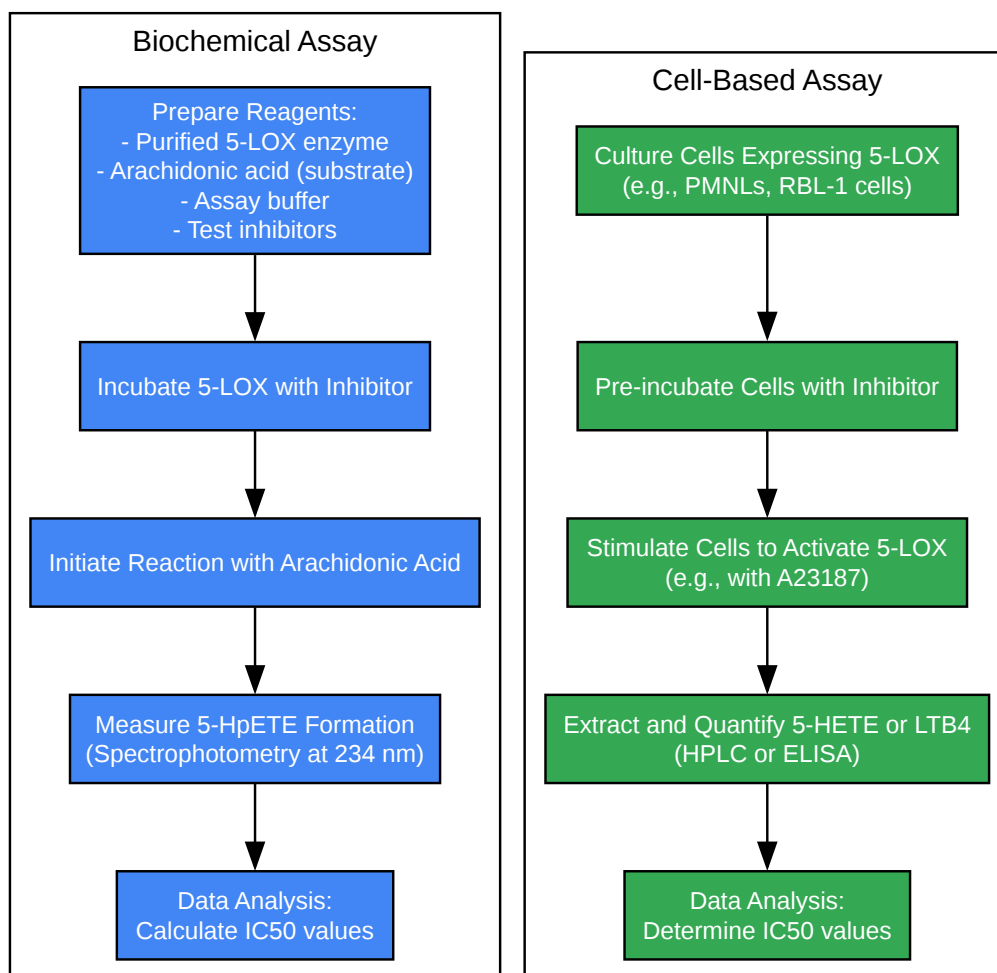 Biochemical Assay
Prepare Reagents:
- Purified 5-LOX enzyme
- Arachidonic acid (substrate)
- Assay buffer
- Test inhibitors
Incubate 5-LOX with Inhibitor
Initiate Reaction with Arachidonic Acid
Measure 5-HpETE Formation
(Spectrophotometry at 234 nm)
Data Analysis:
Calculate IC50 values
Cell-Based Assay
Culture Cells Expressing 5-LOX
(e.g., PMNLs, RBL-1 cells)
Pre-incubate Cells with Inhibitor
Stimulate Cells to Activate 5-LOX
(e.g., with A23187)
Extract and Quantify 5-HETE or LTB4
(HPLC or ELISA)
Data Analysis:
Determine IC50 values